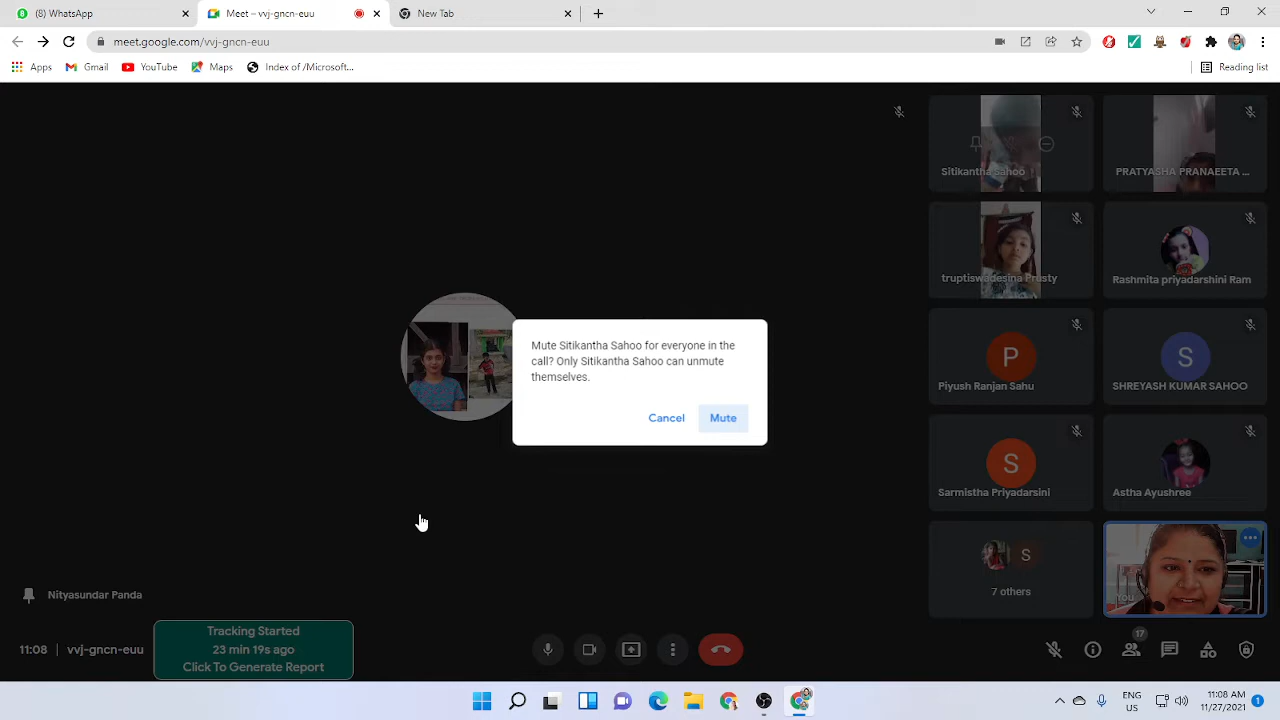 (8) WhatsApp
Meet – vvj-gncn-euu
New Tab
meet.google.com/vvj-gncn-euu
Apps
Gmail
YouTube
Maps
Index of /Microsoft...
Reading list
Sitikantha Sahoo
PRATYASHA PRANAEETA ...
truptiswadesina Prusty
Rashmita priyadarshini Ram
Mute Sitikantha Sahoo for everyone in the
call? Only Sitikantha Sahoo can unmute
themselves.
Cancel
Mute
P
Piyush Ranjan Sahu
S
SHREYASH KUMAR SAHOO
S
Sarmistha Priyadarsini
Astha Ayushree
S
7 others
You
Nityasundar Panda
11:08 | vvj-gncn-euu
Tracking Started
23 min 19s ago
Click To Generate Report
17
ENG
US
11:08 AM
11/27/2021
1